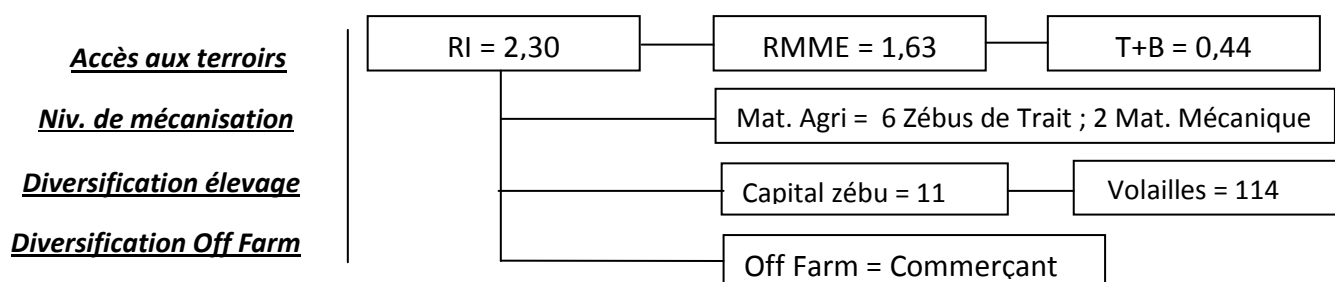 Accès aux terroirs
RI = 2,30
RMME = 1,63
T+B = 0,44
Niv. de mécanisation
Mat. Agri = 6 Zébus de Trait ; 2 Mat. Mécanique
Diversification élevage
Capital zébu = 11
Volailles = 114
Diversification Off Farm
Off Farm = Commerçant